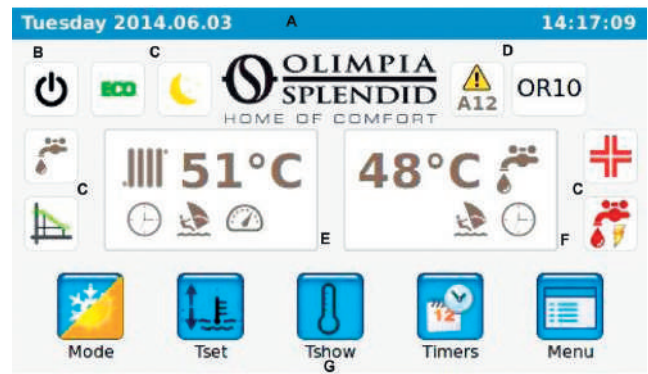 Tuesday 2014.06.03 A 14:17:09
B C D
ECO OLIMPIA SPLENDID A12 OR10
HOME OF COMFORT
51°C 48°C
C C
E F
12
Mode Tset Tshow Timers Menu
G